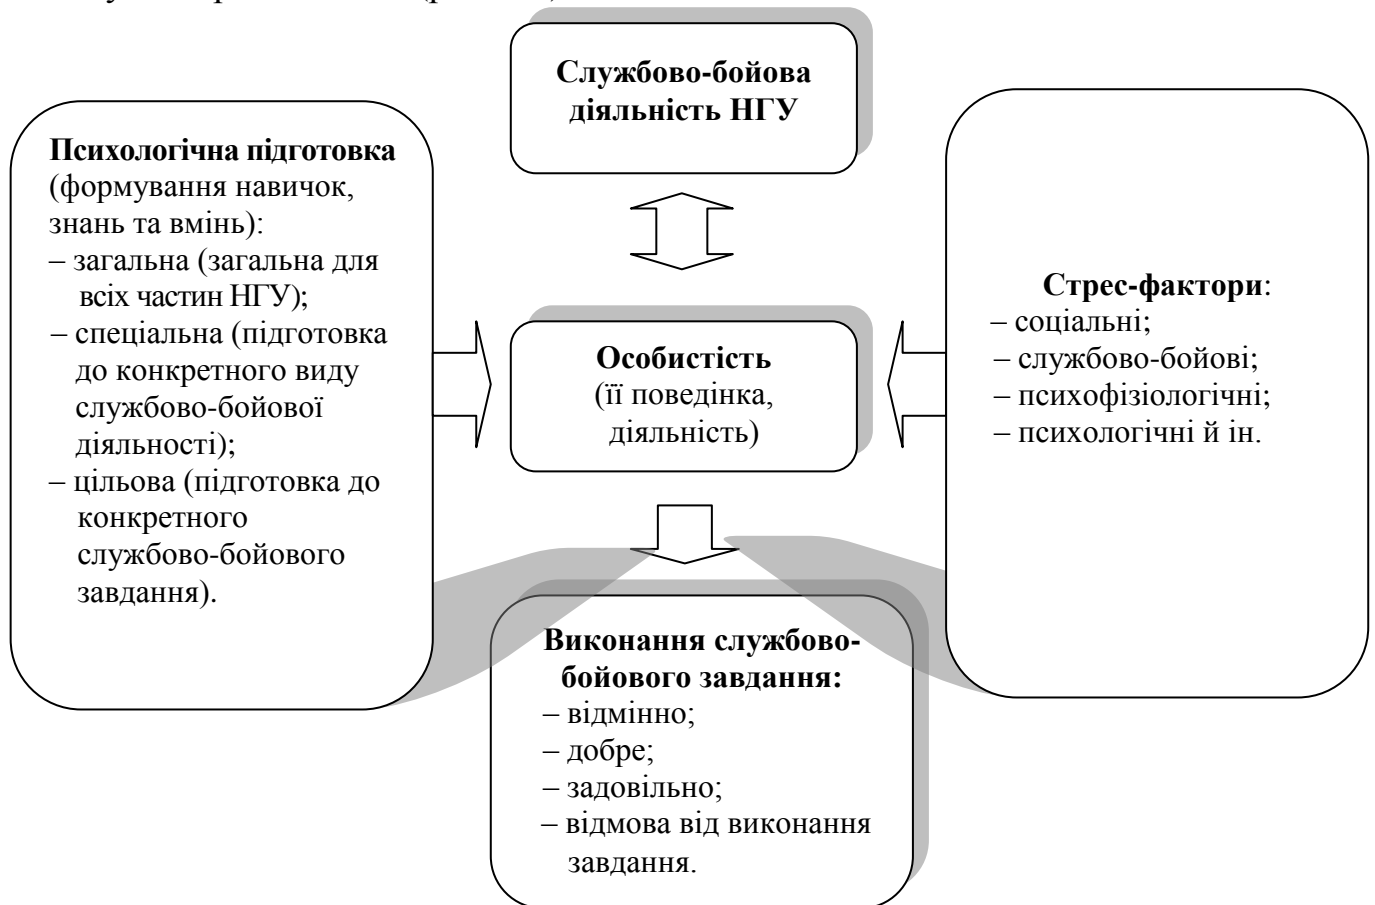 Службово-бойова
діяльність НГУ
Психологічна підготовка
(формування навичок,
знань та вмінь):
– загальна (загальна для
всіх частин НГУ);
– спеціальна (підготовка
до конкретного виду
службово-бойової
діяльності);
– цільова (підготовка до
конкретного
службово-бойового
завдання).
Особистість
(її поведінка,
діяльність)
Стрес-фактори:
– соціальні;
– службово-бойові;
– психофізіологічні;
– психологічні й ін.
Виконання службово-
бойового завдання:
– відмінно;
– добре;
– задовільно;
– відмова від виконання
завдання.